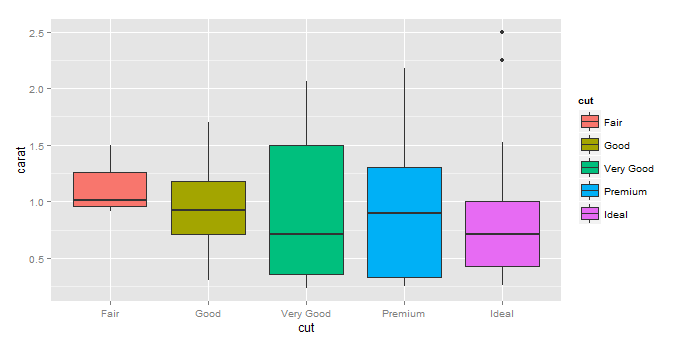 2.5
2.0
1.5
1.0
0.5
carat
Fair Good Very Good Premium Ideal
cut
cut
Fair
Good
Very Good
Premium
Ideal